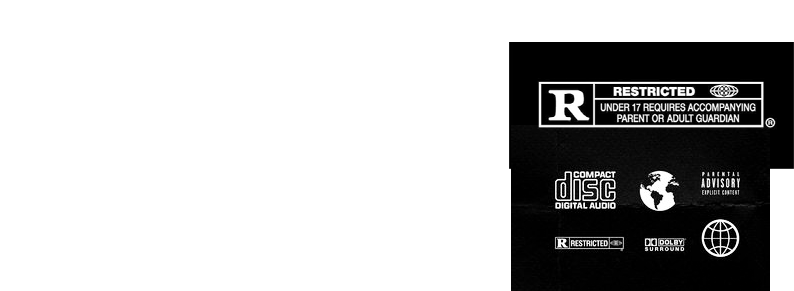 R RESTRICTED
UNDER 17 REQUIRES ACCOMPANYING
PARENT OR ADULT GUARDIAN
®
COMPACT
disc
DIGITAL AUDIO
PARENTAL
ADVISORY
EXPLICIT CONTENT
R RESTRICTED
DOLBY
SURROUND